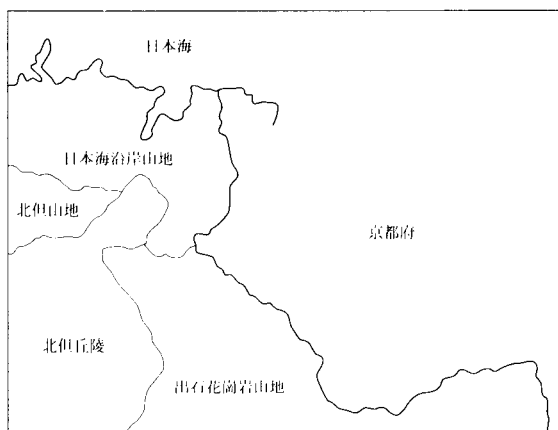 日本海
日本海沿岸山地
北但山地
京都府
北但丘陵
出石花崗岩山地